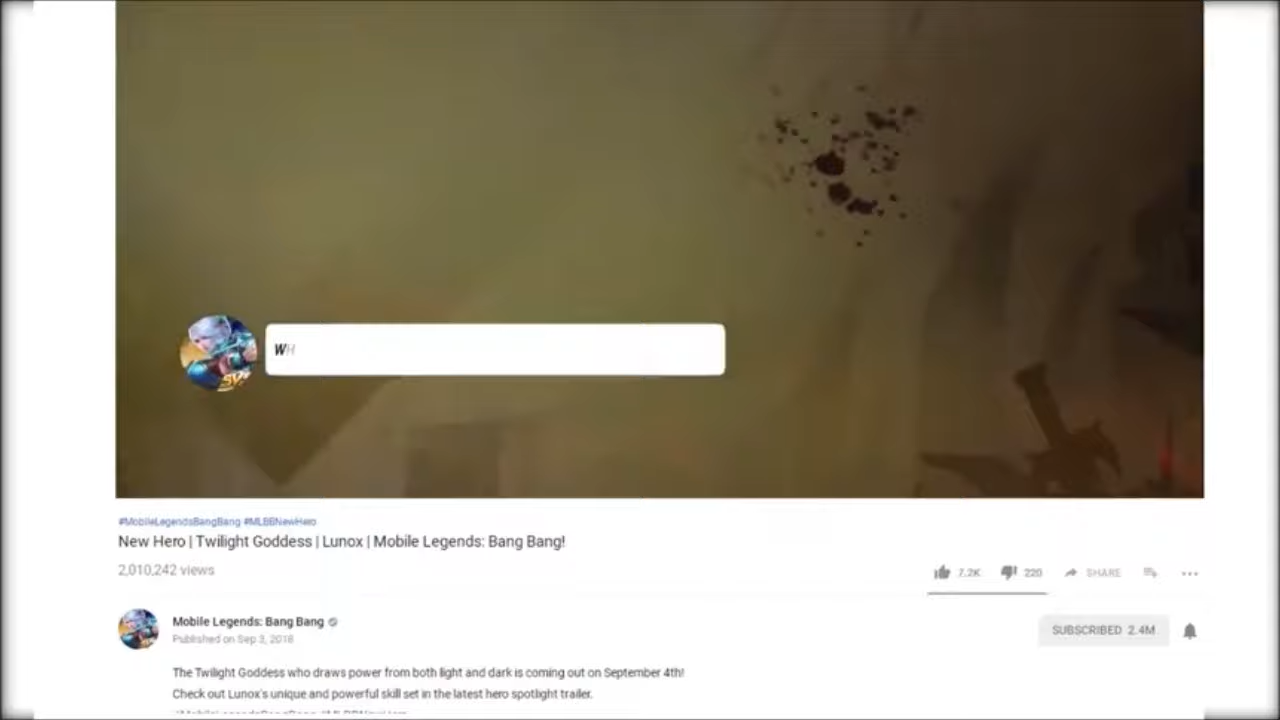 WH
#MobileLegendsBangBang #MLBBNewHero
New Hero | Twilight Goddess | Lunox | Mobile Legends: Bang Bang!
2,010,242 views
7.2K 220 SHARE
Mobile Legends: Bang Bang
Published on Sep 3, 2018
SUBSCRIBED 2.4M
The Twilight Goddess who draws power from both light and dark is coming out on September 4th!
Check out Lunox's unique and powerful skill set in the latest hero spotlight trailer.
#MobileLegendsBangBang #MLBBNewHero